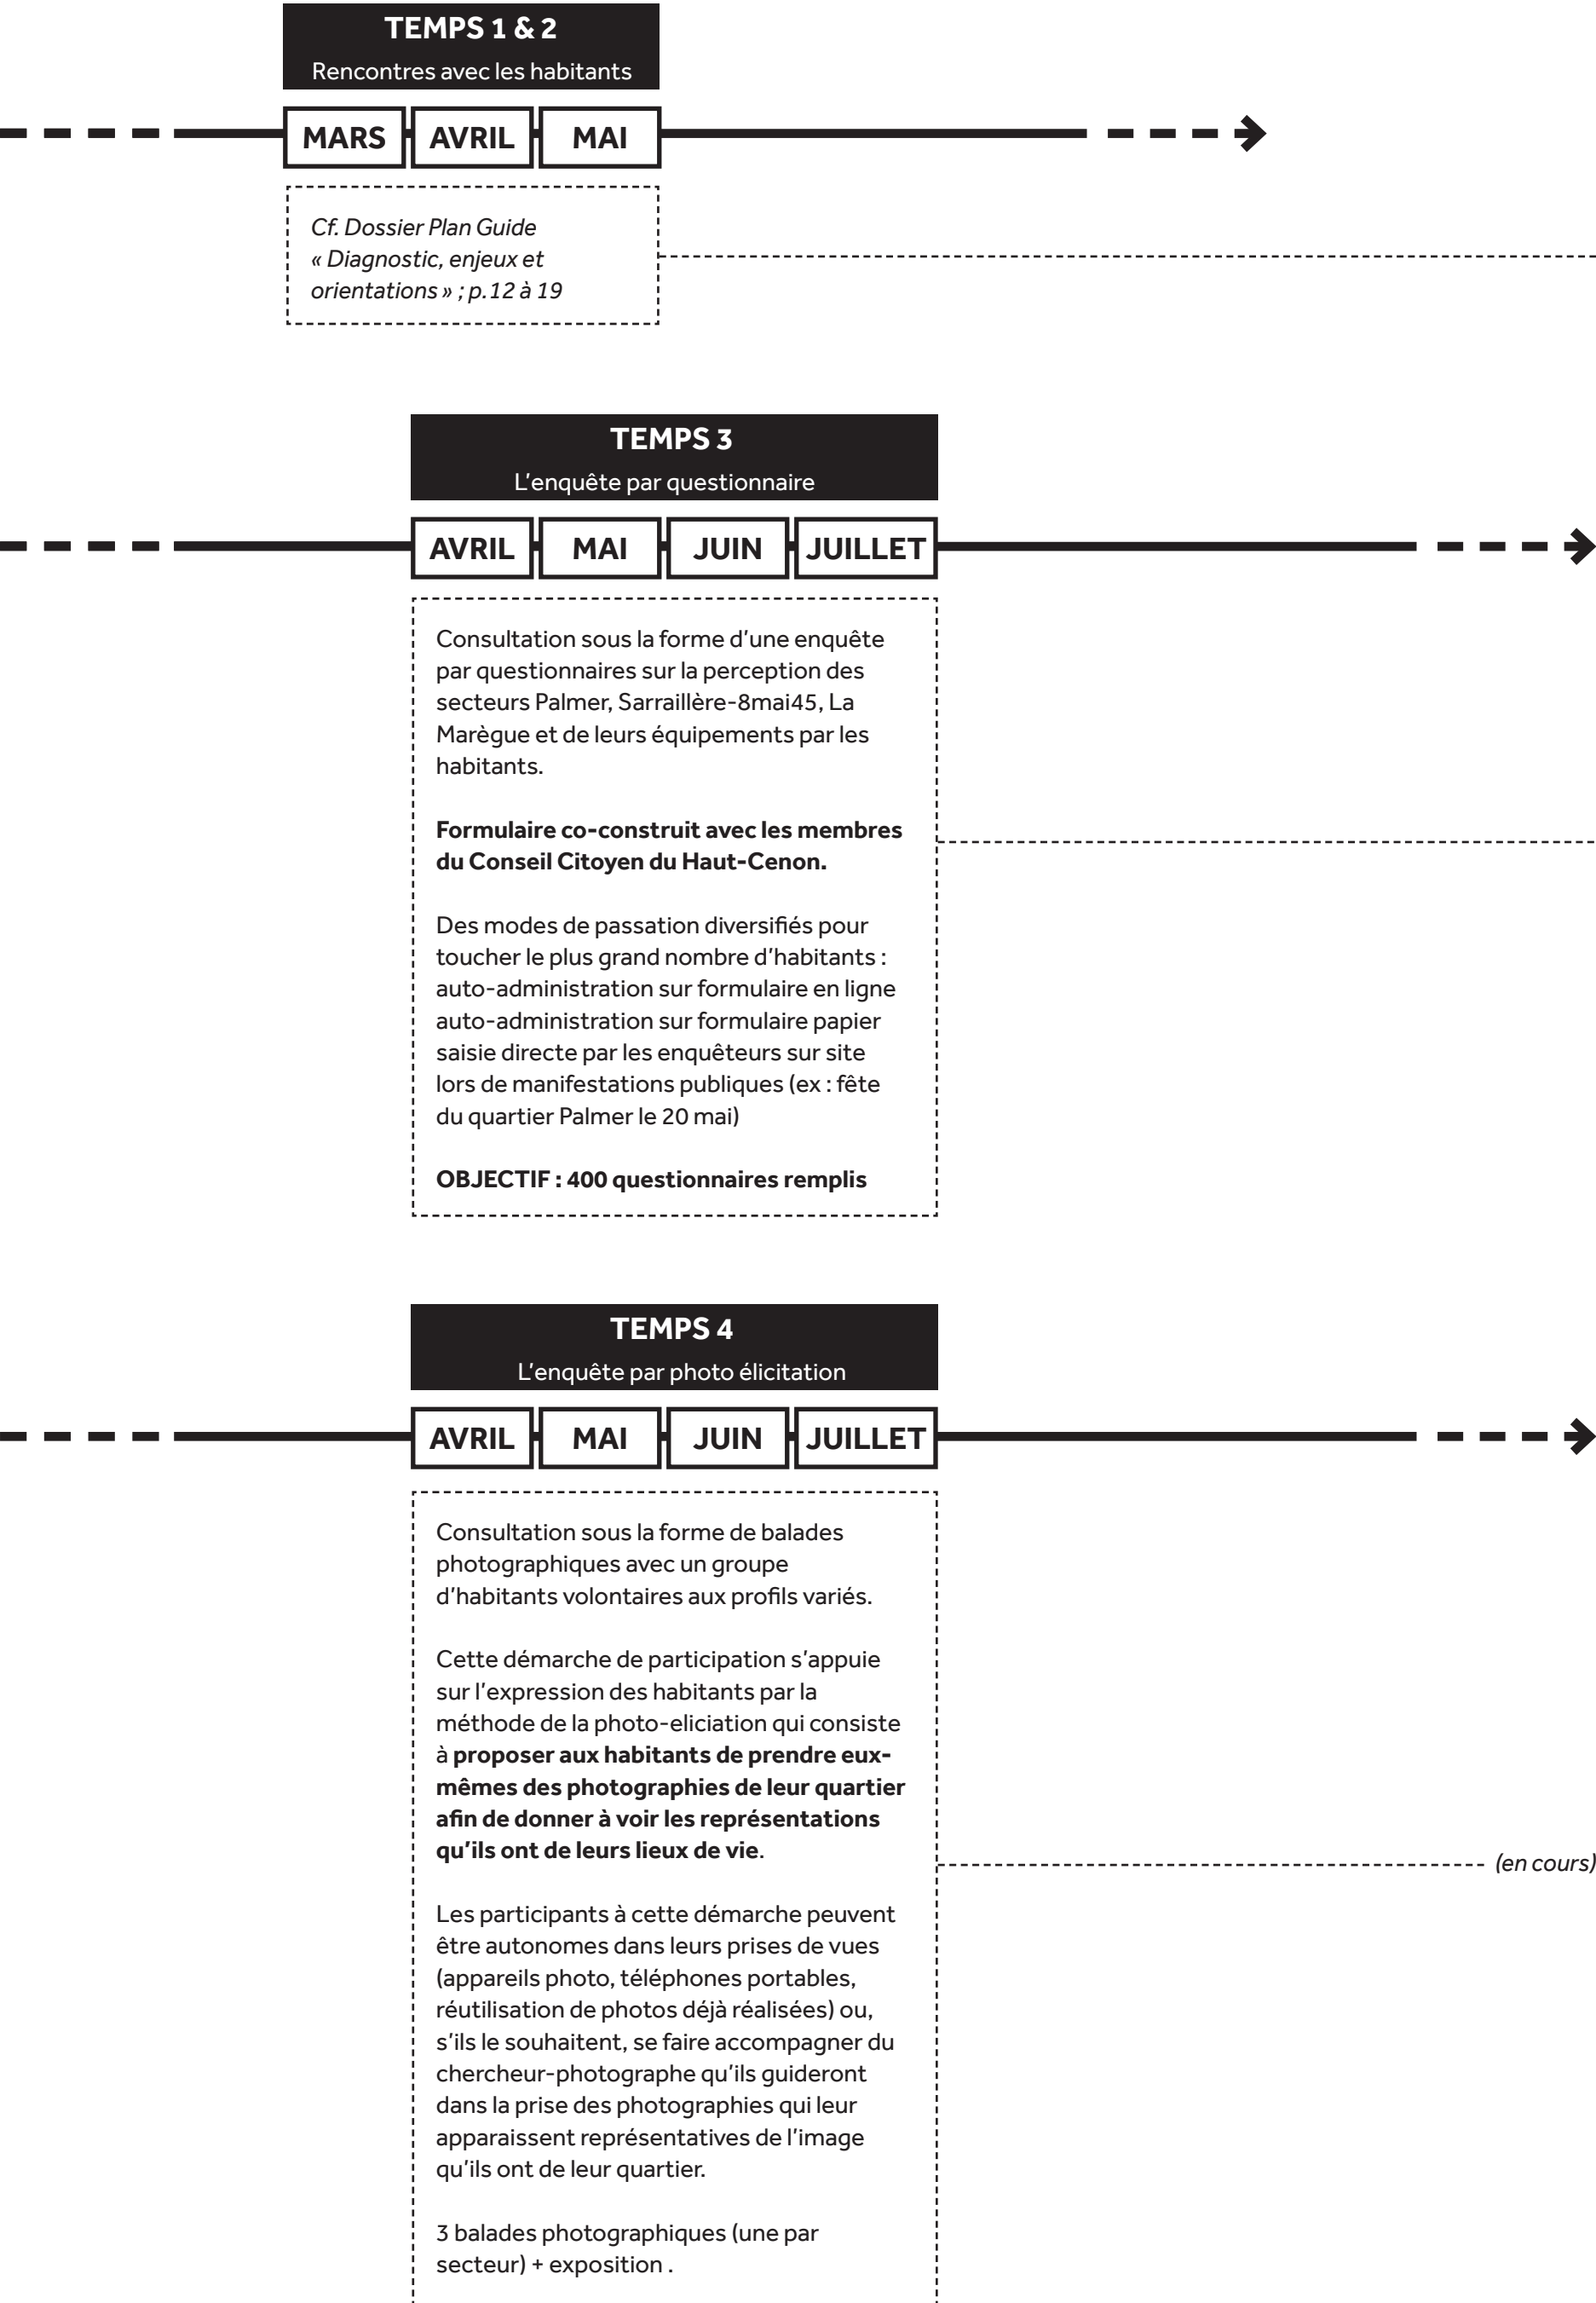 TEMPS 1 & 2
Rencontres avec les habitants
MARS AVRIL MAI
Cf. Dossier Plan Guide
« Diagnostic, enjeux et
orientations » ; p.12 à 19
TEMPS 3
L'enquête par questionnaire
AVRIL MAI JUIN JUILLET
Consultation sous la forme d'une enquête
par questionnaires sur la perception des
secteurs Palmer, Sarraillère-8mai45, La
Marègue et de leurs équipements par les
habitants.
Formulaire co-construit avec les membres
du Conseil Citoyen du Haut-Cenon.
Des modes de passation diversifiés pour
toucher le plus grand nombre d'habitants :
auto-administration sur formulaire en ligne
auto-administration sur formulaire papier
saisie directe par les enquêteurs sur site
lors de manifestations publiques (ex : fête
du quartier Palmer le 20 mai)
OBJECTIF : 400 questionnaires remplis
TEMPS 4
L'enquête par photo élicitation
AVRIL MAI JUIN JUILLET
Consultation sous la forme de balades
photographiques avec un groupe
d'habitants volontaires aux profils variés.
Cette démarche de participation s'appuie
sur l'expression des habitants par la
méthode de la photo-eliciation qui consiste
à proposer aux habitants de prendre eux-
mêmes des photographies de leur quartier
afin de donner à voir les représentations
qu'ils ont de leurs lieux de vie.
(en cours)
Les participants à cette démarche peuvent
être autonomes dans leurs prises de vues
(appareils photo, téléphones portables,
réutilisation de photos déjà réalisées) ou,
s'ils le souhaitent, se faire accompagner du
chercheur-photographe qu'ils guideront
dans la prise des photographies qui leur
apparaissent représentatives de l'image
qu'ils ont de leur quartier.
3 balades photographiques (une par
secteur) + exposition .